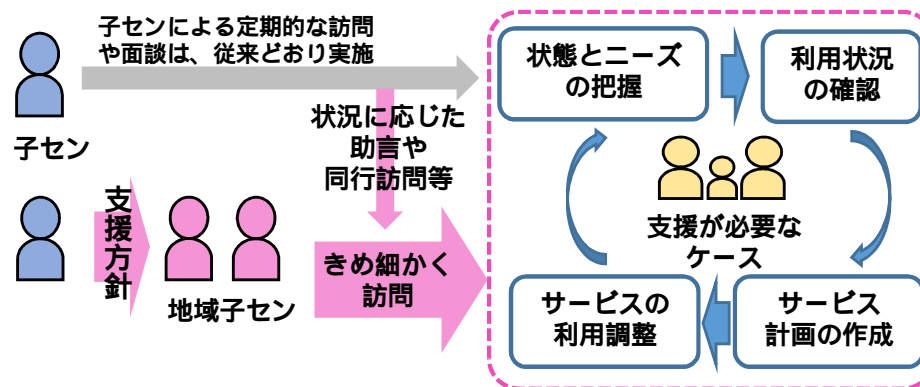 子センによる定期的な訪問
や面談は、従来どおり実施
子セン
状況に応じた
助言や
同行訪問等
支援方針
地域子セン
きめ細かく
訪問
状態とニーズ
の把握
利用状況
の確認
支援が必要な
ケース
サービスの
利用調整
サービス
計画の作成